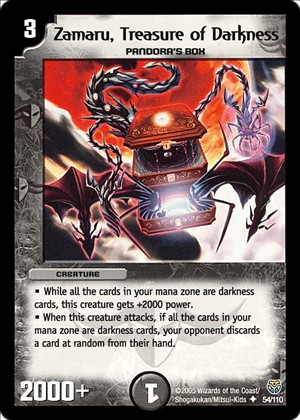 3
Zamaru, Treasure of Darkness
PANDORA'S BOX
CREATURE
■ While all the cards in your mana zone are darkness
cards, this creature gets +2000 power.
■ When this creature attacks, if all the cards in your
mana zone are darkness cards, your opponent discards
a card at random from their hand.
2000+
1
©2005 Wizards of the Coast/
Shogakukan/Mitsui-Kids ♦ 54/110